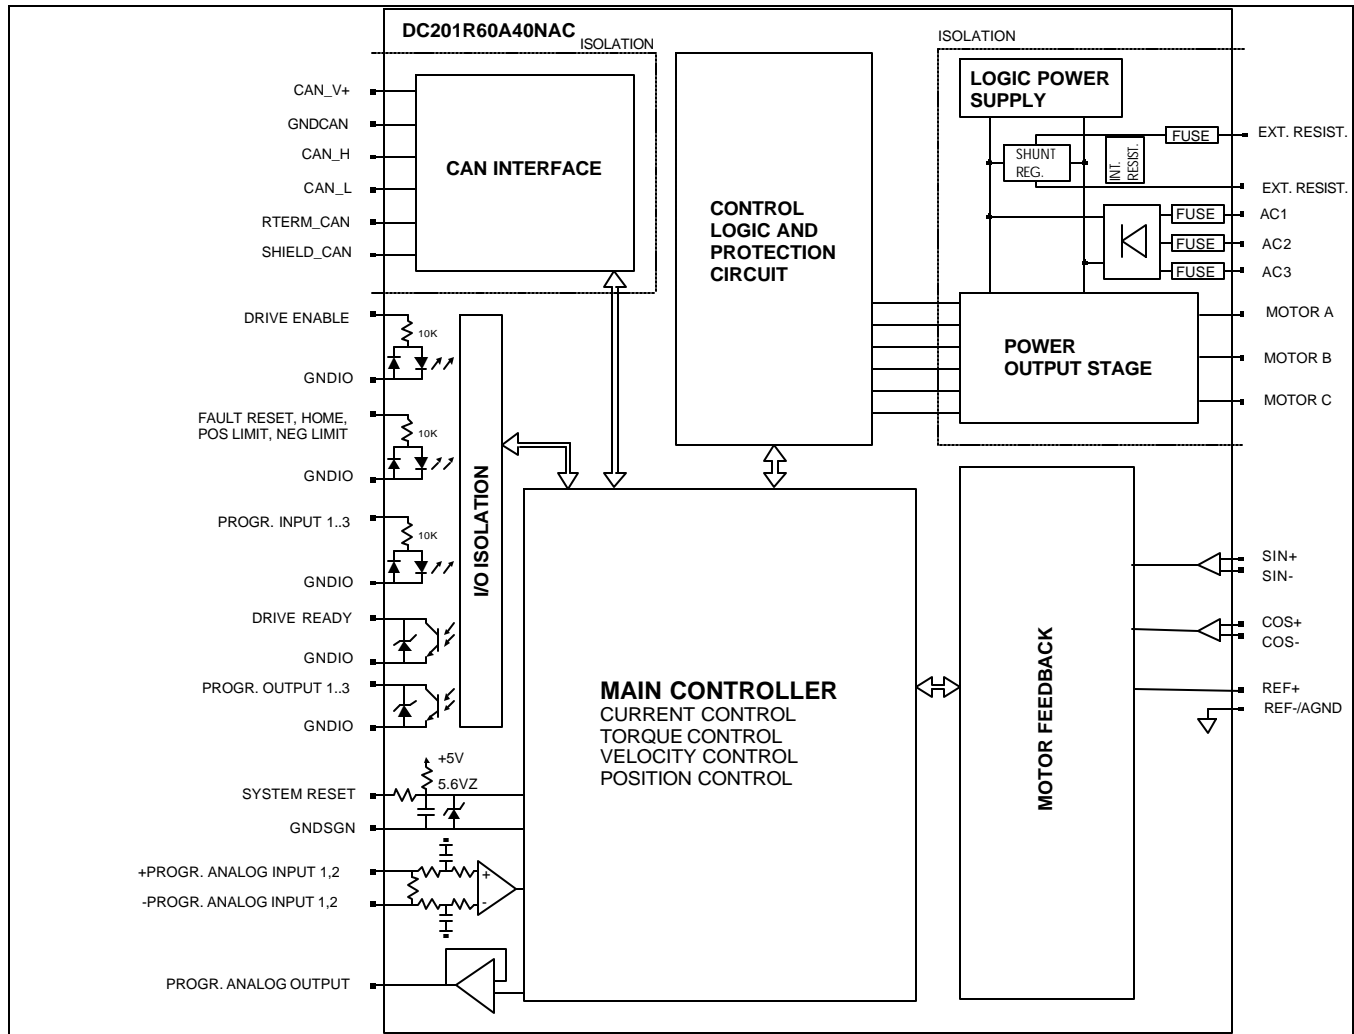 DC201R60A40NAC
ISOLATION
CAN_V+
GNDCAN
CAN_H
CAN_L
RTERM_CAN
SHIELD_CAN
CAN INTERFACE
DRIVE ENABLE
10K
GNDIO
FAULT RESET, HOME,
POS LIMIT, NEG LIMIT
10K
GNDIO
PROGR. INPUT 1..3
10K
GNDIO
DRIVE READY
GNDIO
PROGR. OUTPUT 1..3
GNDIO
I/O ISOLATION
+5V
5.6VZ
SYSTEM RESET
GNDSGN
+PROGR. ANALOG INPUT 1,2
-PROGR. ANALOG INPUT 1,2
+
-
PROGR. ANALOG OUTPUT
CONTROL
LOGIC AND
PROTECTION
CIRCUIT
MAIN CONTROLLER
CURRENT CONTROL
TORQUE CONTROL
VELOCITY CONTROL
POSITION CONTROL
ISOLATION
LOGIC POWER
SUPPLY
SHUNT
REG.
INT.
RESIST.
FUSE
EXT. RESIST.
EXT. RESIST.
FUSE
AC1
FUSE
AC2
FUSE
AC3
POWER
OUTPUT STAGE
MOTOR A
MOTOR B
MOTOR C
MOTOR FEEDBACK
SIN+
SIN-
COS+
COS-
REF+
REF-/AGND